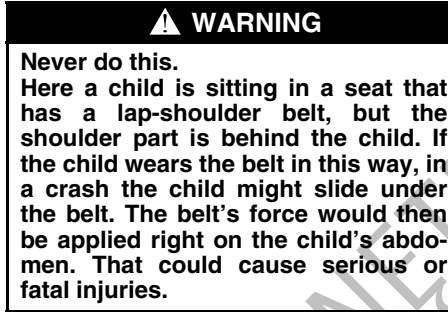 WARNING
Never do this.
Here a child is sitting in a seat that
has a lap-shoulder belt, but the
shoulder part is behind the child. If
the child wears the belt in this way, in
a crash the child might slide under
the belt. The belt's force would then
be applied right on the child's abdo-
men. That could cause serious or
fatal injuries.